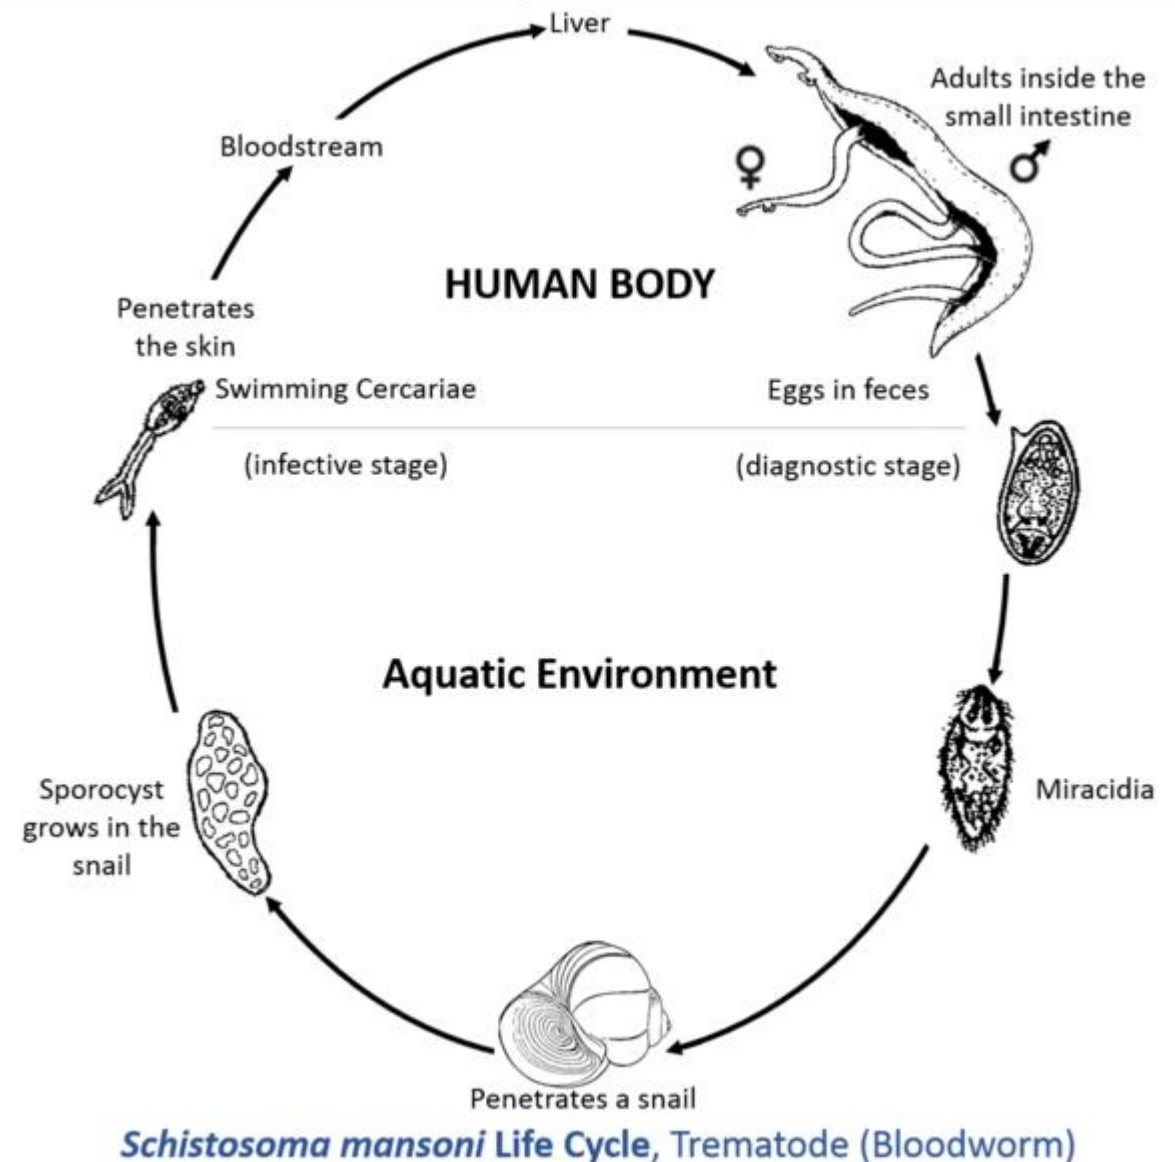 Liver
Adults inside the
small intestine
♀
♂
Bloodstream
HUMAN BODY
Penetrates
the skin
Swimming Cercariae
Eggs in feces
(infective stage)
(diagnostic stage)
Aquatic Environment
Sporocyst
grows in the
snail
Miracidia
Penetrates a snail
Schistosoma mansoni Life Cycle, Trematode (Bloodworm)